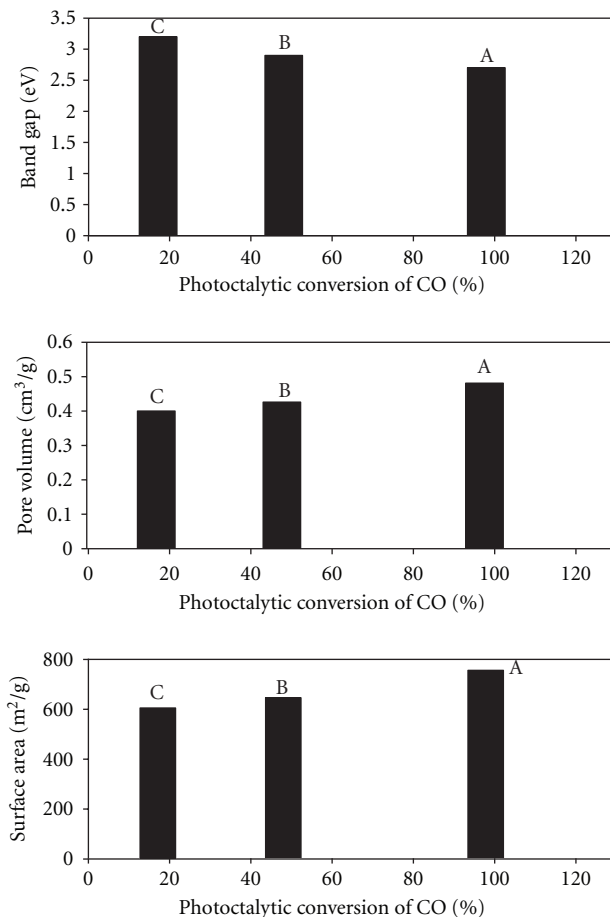 3.5
3
2.5
2
1.5
1
0.5
0
Band gap (eV)
C
B
A
0 20 40 60 80 100 120
Photoctalytic conversion of CO (%)
0.6
0.5
0.4
0.3
0.2
0.1
0
Pore volume (cm³/g)
C
B
A
0 20 40 60 80 100 120
Photoctalytic conversion of CO (%)
800
600
400
200
0
Surface area (m²/g)
C
B
A
0 20 40 60 80 100 120
Photoctalytic conversion of CO (%)